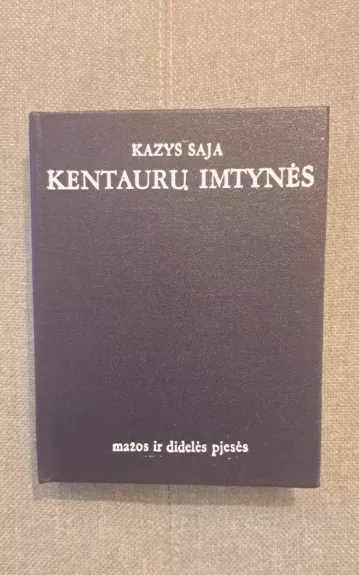 KAZYS SAJA
KENTAURŲ IMTYNĖS
mažos ir didelės pjesės